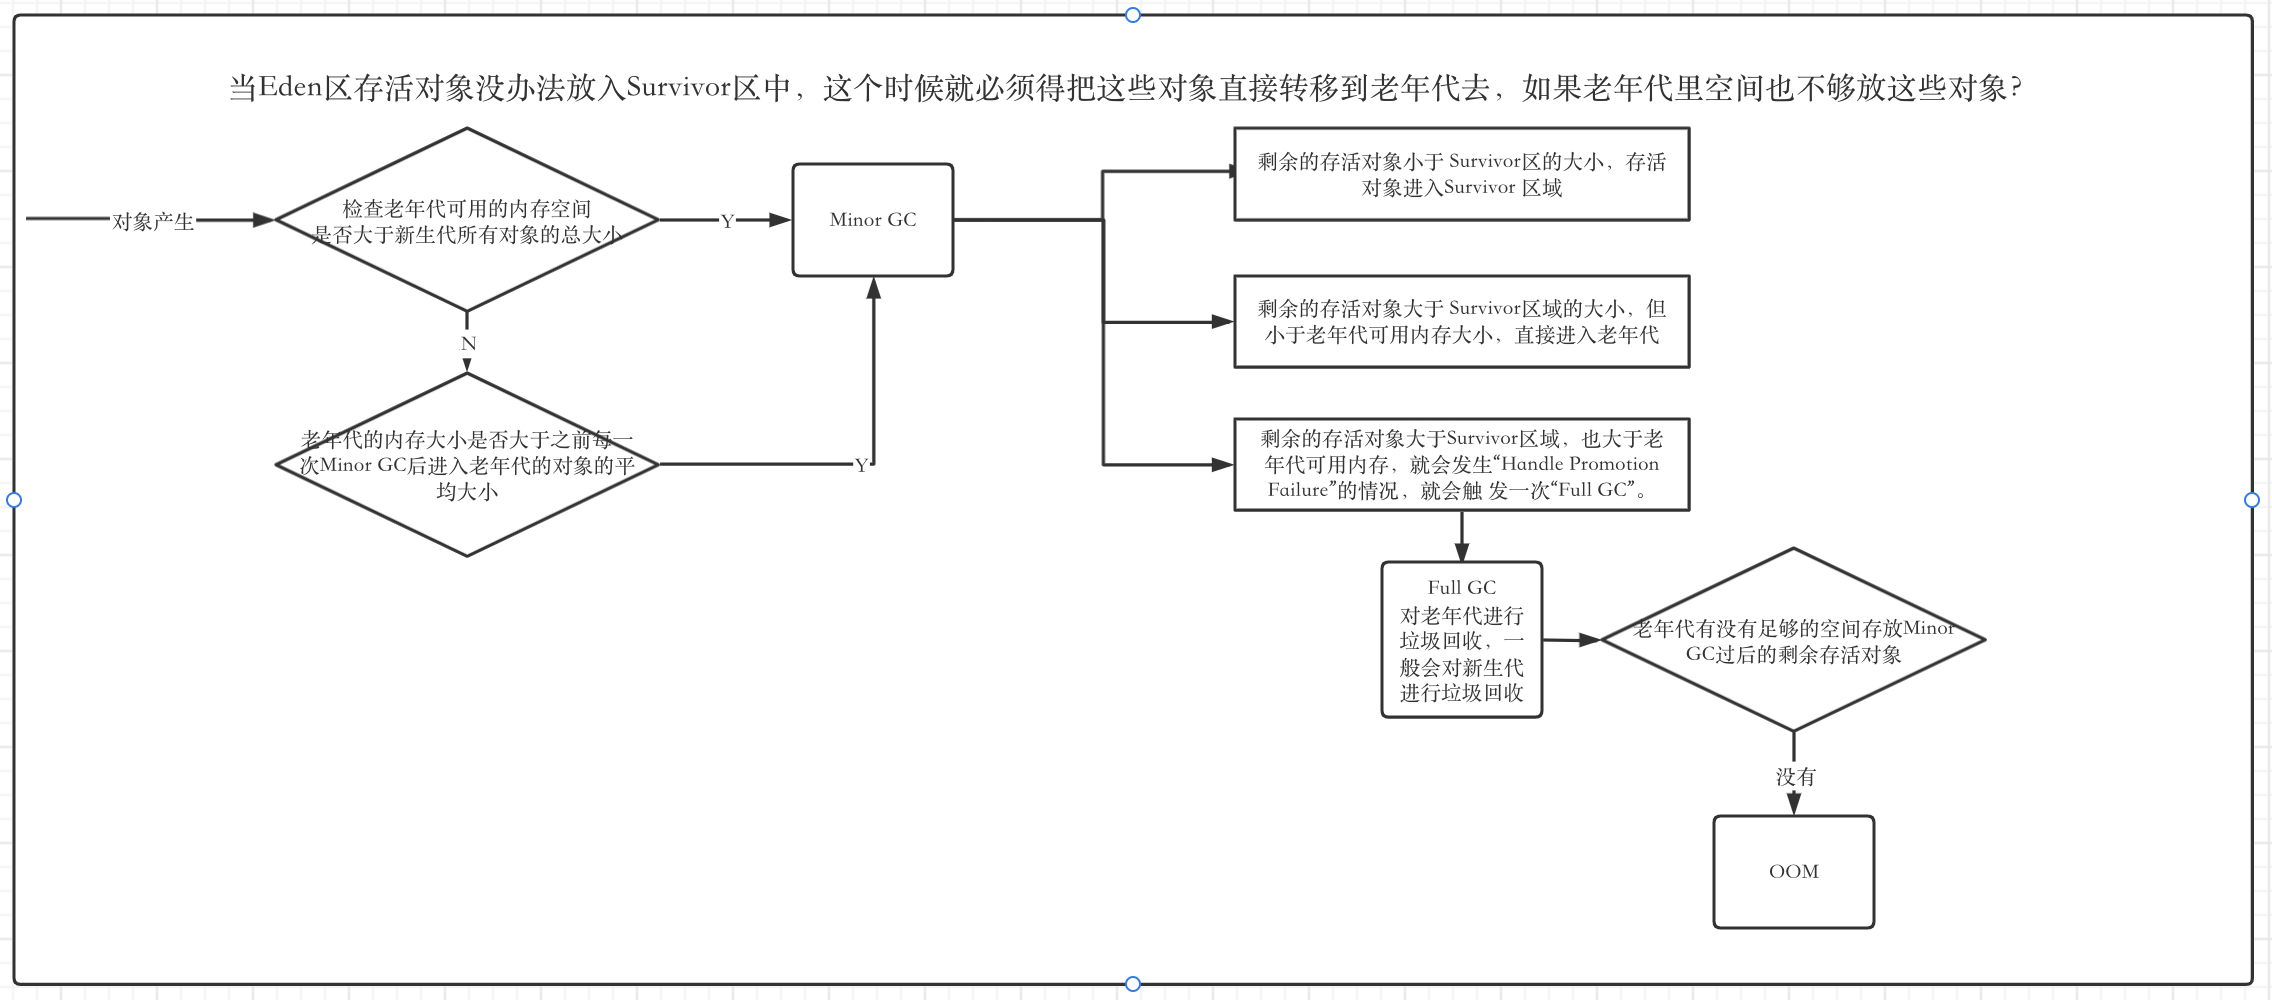 当Eden区存活对象没办法放入Survivor区中，这个时候就必须得把这些对象直接转移到老年代去，如果老年代里空间也不够放这些对象?
对象产生
检查老年代可用的内存空间
是否大于新生代所有对象的总大小
Y
Minor GC
剩余的存活对象小于 Survivor区的大小，存活
对象进入Survivor 区域
剩余的存活对象大于 Survivor区域的大小，但
小于老年代可用内存大小，直接进入老年代
N
老年代的内存大小是否大于之前每一
次Minor GC后进入老年代的对象的平
均大小
Y
剩余的存活对象大于Survivor区域，也大于老
年代可用内存，就会发生“Handle Promotion
Failure”的情况，就会触 发一次“Full GC”。
Full GC
对老年代进行
垃圾回收，一
般会对新生代
进行垃圾回收
老年代有没有足够的空间存放Minor
GC过后的剩余存活对象
没有
OOM